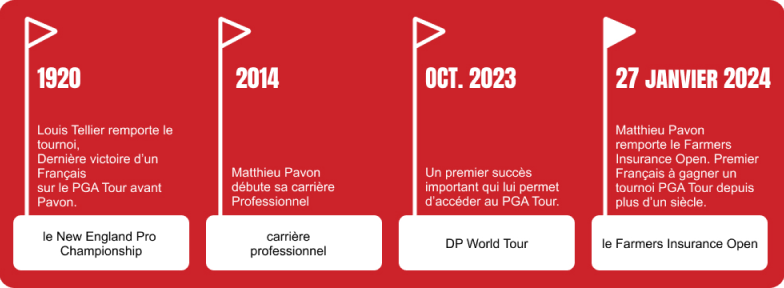 1920
Louis Tellier remporte le
tournoi,
Dernière victoire d'un
Français
sur le PGA Tour avant
Pavon.
le New England Pro
Championship
2014
Matthieu Pavon
débute sa carrière
Professionnel
carrière
professionnel
OCT. 2023
Un premier succès
important qui lui permet
d'accéder au PGA Tour.
DP World Tour
27 JANVIER 2024
Matthieu Pavon
remporte le Farmers
Insurance Open. Premier
Français à gagner un
tournoi PGA Tour depuis
plus d'un siècle.
le Farmers Insurance Open